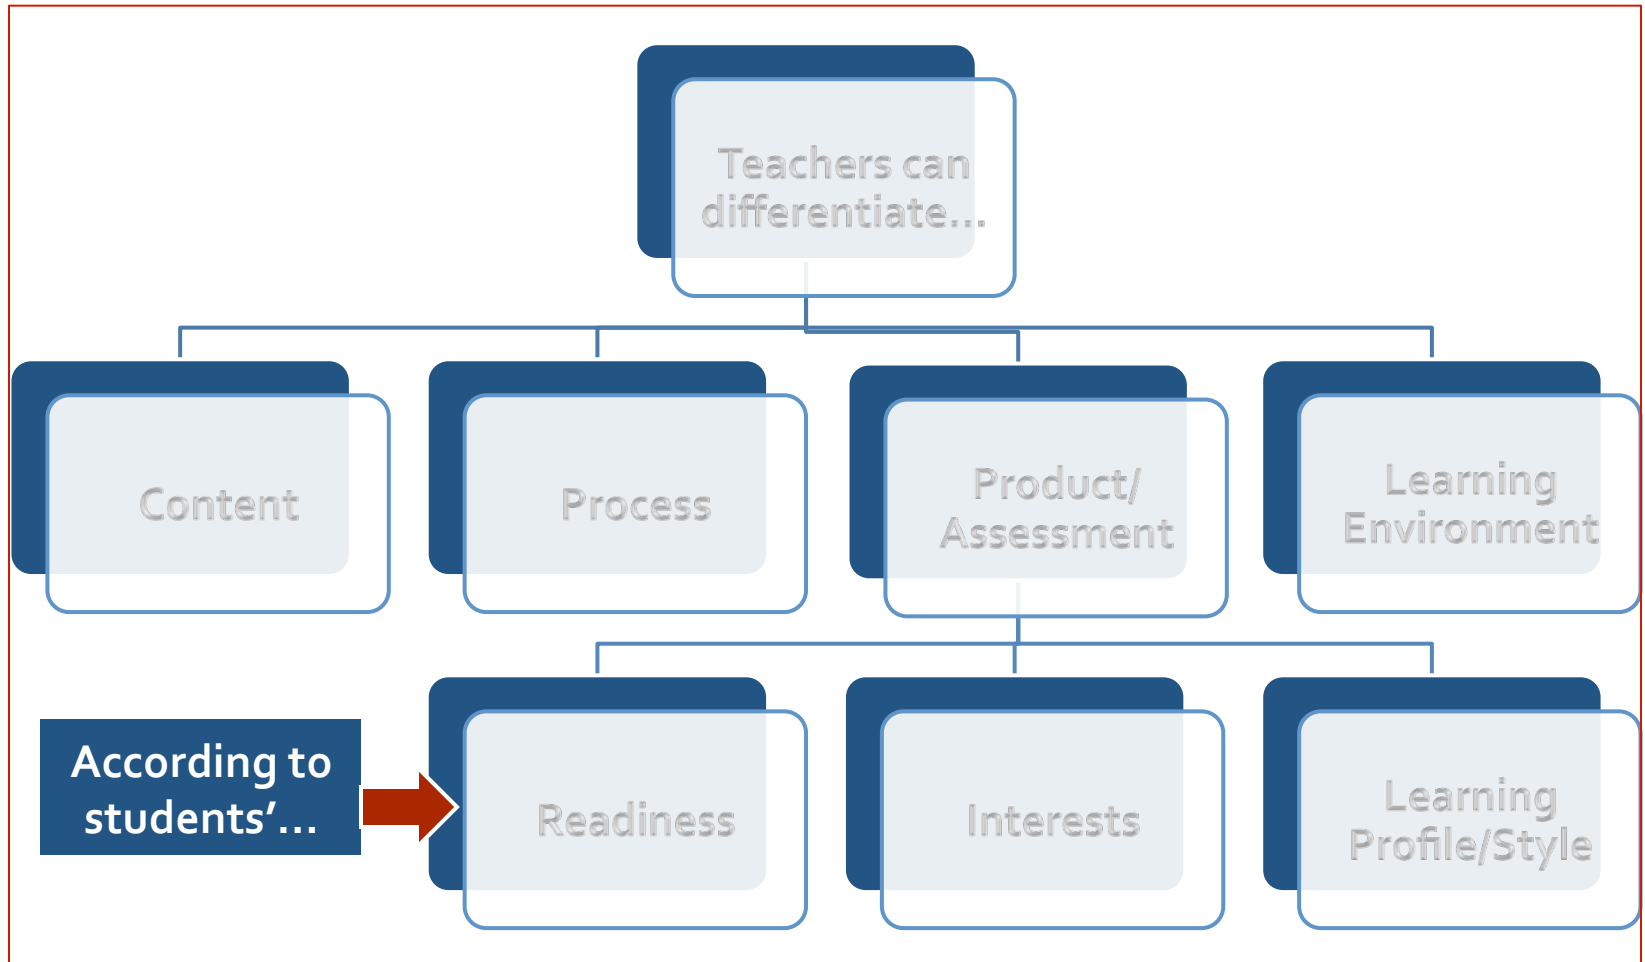 Teachers can
differentiate...
Content
Process
Product/
Assessment
Learning
Environment
According to
students’...
Readiness
Interests
Learning
Profile/Style